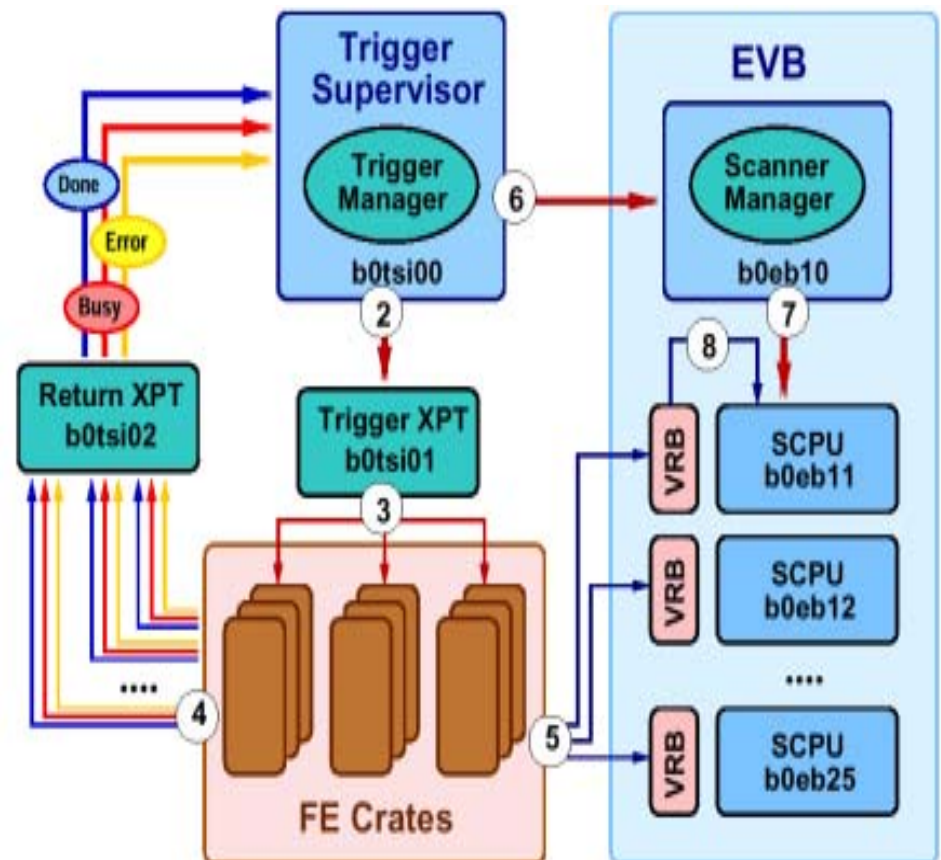 Trigger
Supervisor
Trigger
Manager
b0tsi00
EVB
Scanner
Manager
b0eb10
Done
Error
Busy
6
2
7
8
Return XPT
b0tsi02
Trigger XPT
b0tsi01
3
VRB
SCPU
b0eb11
VRB
SCPU
b0eb12
....
....
4
5
VRB
SCPU
b0eb25
FE Crates